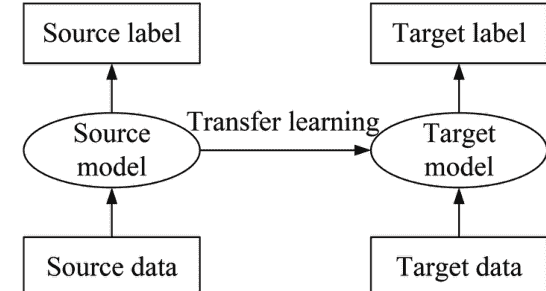 Source label
Target label
Transfer learning
Source
model
Target
model
Source data
Target data